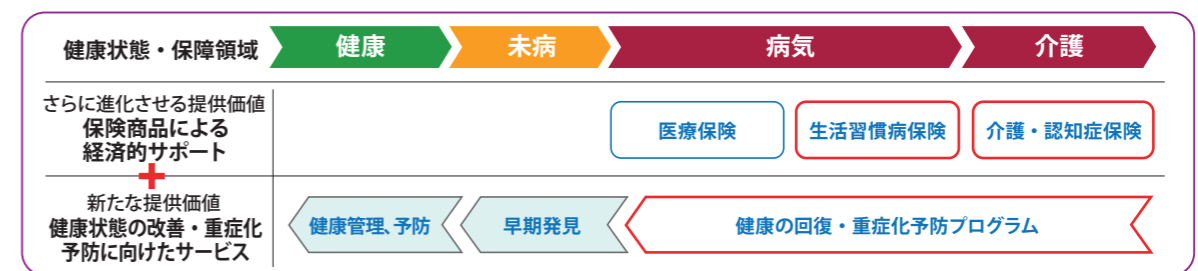 健康状態・保障領域
健康
未病
病気
介護
さらに進化させる提供価値
保険商品による
経済的サポート
医療保険
生活習慣病保険
介護・認知症保険
新たな提供価値
健康状態の改善・重症化
予防に向けたサービス
健康管理、予防
早期発見
健康の回復・重症化予防プログラム